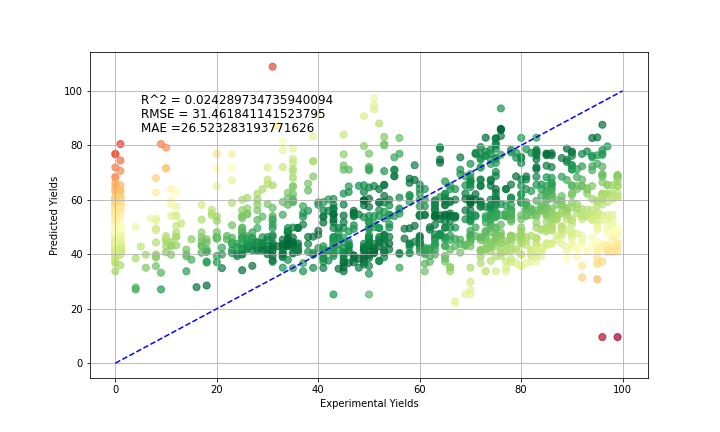 R^2 = 0.024289734735940094
RMSE = 31.461841141523795
MAE =26.523283193771626
100
80
60
40
20
0
Predicted Yields
0 20 40 60 80 100
Experimental Yields